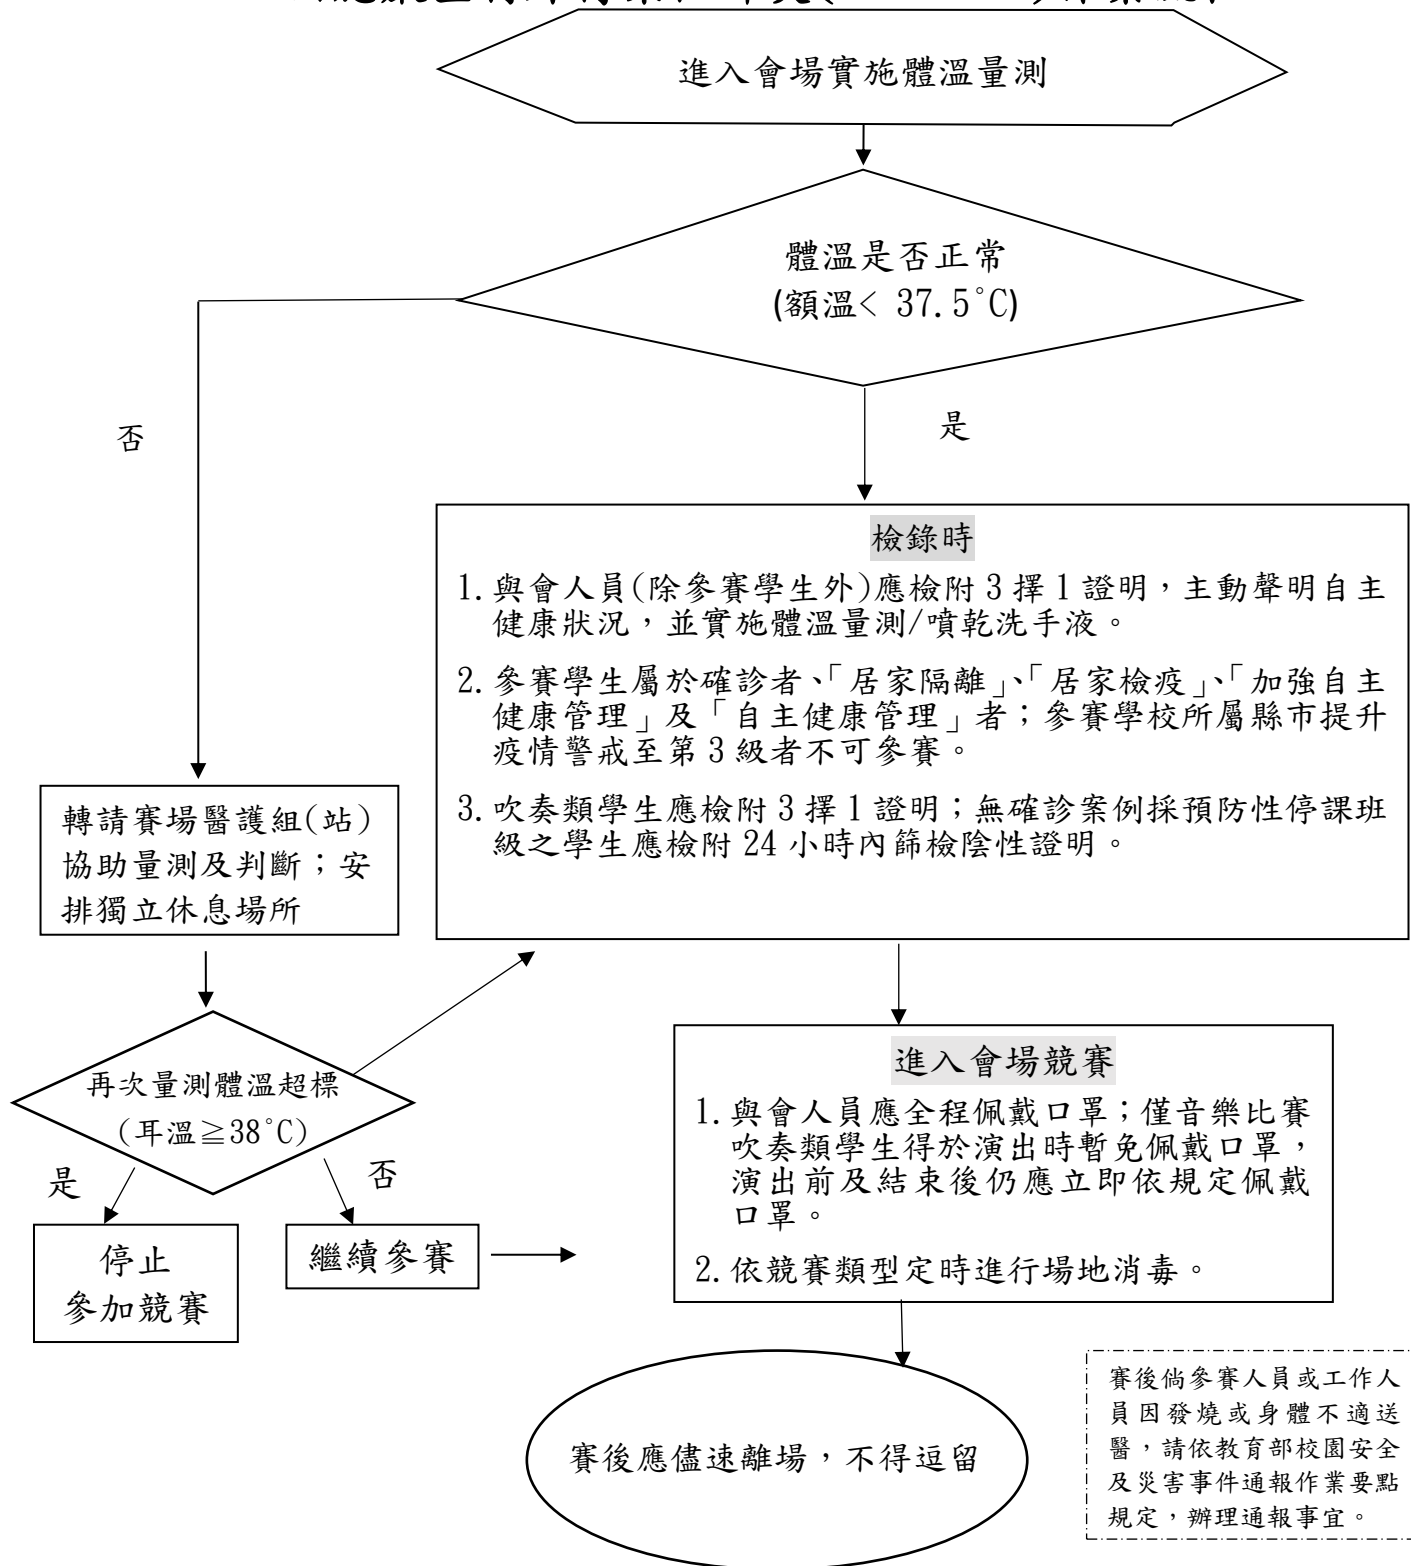 進入會場實施體溫量測
體溫是否正常
(額溫< 37.5°C)
否
是
檢錄時
1.與會人員(除參賽學生外)應檢附 3 擇 1 證明，主動聲明自主
健康狀況，並實施體溫量測/噴乾洗手液。
2.參賽學生屬於確診者、「居家隔離」、「居家檢疫」、「加強自主
健康管理」及「自主健康管理」者；參賽學校所屬縣市提升
疫情警戒至第 3 級者不可參賽。
3.吹奏類學生應檢附 3 擇 1 證明；無確診案例採預防性停課班
級之學生應檢附 24 小時內篩檢陰性證明。
轉請賽場醫護組(站)
協助量測及判斷；安
排獨立休息場所
再次量測體溫超標
(耳溫≧38°C)
是
否
停止
參加競賽
繼續參賽
進入會場競賽
1.與會人員應全程佩戴口罩；僅音樂比賽
吹奏類學生得於演出時暫免佩戴口罩，
演出前及結束後仍應立即依規定佩戴
口罩。
2.依競賽類型定時進行場地消毒。
賽後應儘速離場，不得逗留
賽後倘參賽人員或工作人
員因發燒或身體不適送
醫，請依教育部校園安全
及災害事件通報作業要點
規定，辦理通報事宜。